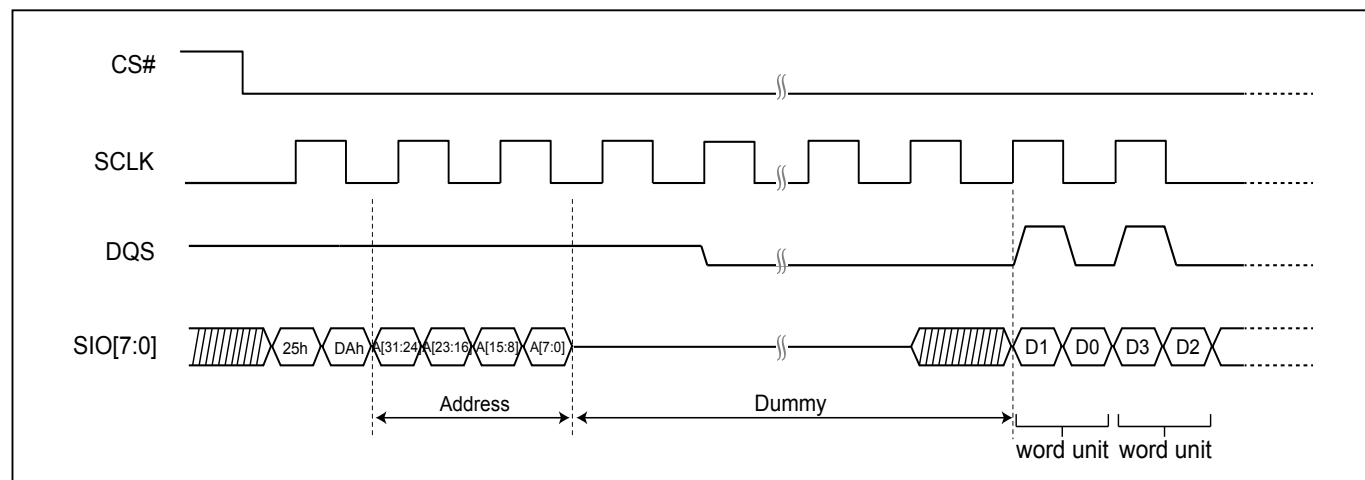 CS#
SCLK
DQS
SIO[7:0]
25h DAh A[31:24] A[23:16] A[15:8] A[7:0] D1 D0 D3 D2
Address Dummy
word unit word unit